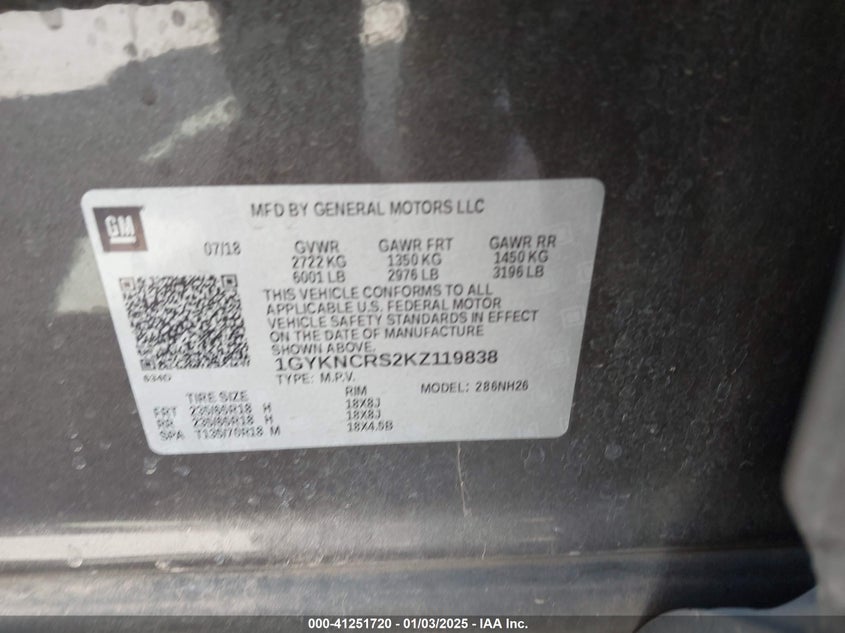 GM
MFD BY GENERAL MOTORS LLC
07/18 GVWR GAWR FRT GAWR RR
2722 KG 1350 KG 1450 KG
6001 LB 2976 LB 3196 LB
THIS VEHICLE CONFORMS TO ALL
APPLICABLE U.S. FEDERAL MOTOR
VEHICLE SAFETY STANDARDS IN EFFECT
ON THE DATE OF MANUFACTURE
SHOWN ABOVE.
1GYKNCRS2KZ119838
TYPE: M.P.V. MODEL: 286NH26
TIRE SIZE RIM
FRT 235/65R18 H 18X8J
RR 235/65R18 H 18X8J
SPA T135/70R18 M 18X4.5B
000-41251720 — 01/03/2025 — IAA Inc.